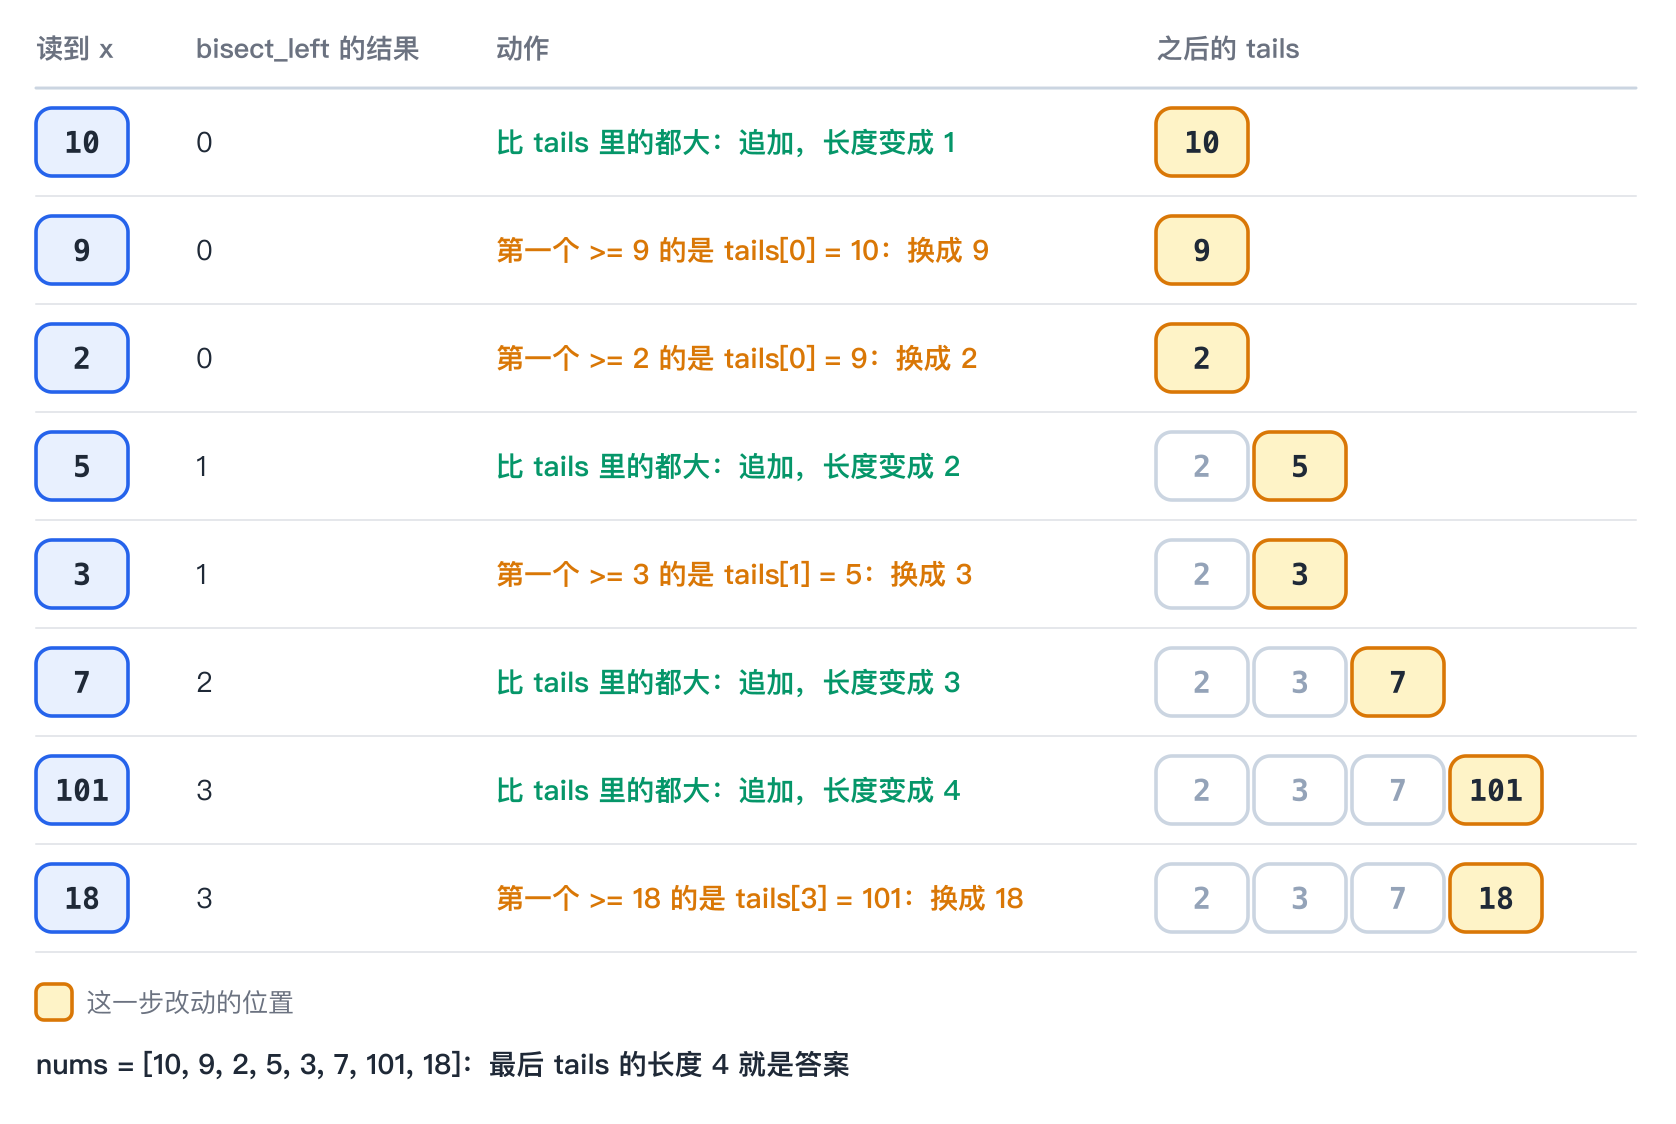 读到 x bisect_left 的结果 动作 之后的 tails
10 0 比 tails 里的都大：追加，长度变成 1 10
9 0 第一个 >= 9 的是 tails[0] = 10：换成 9 9
2 0 第一个 >= 2 的是 tails[0] = 9：换成 2 2
5 1 比 tails 里的都大：追加，长度变成 2 2 5
3 1 第一个 >= 3 的是 tails[1] = 5：换成 3 2 3
7 2 比 tails 里的都大：追加，长度变成 3 2 3 7
101 3 比 tails 里的都大：追加，长度变成 4 2 3 7 101
18 3 第一个 >= 18 的是 tails[3] = 101：换成 18 2 3 7 18
这一步改动的位置
nums = [10, 9, 2, 5, 3, 7, 101, 18]：最后 tails 的长度 4 就是答案